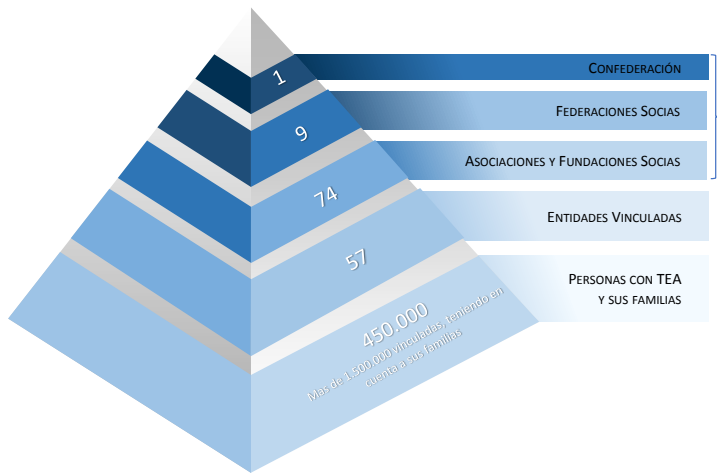 1
CONFEDERACIÓN
9
FEDERACIONES SOCIAS
74
ASOCIACIONES Y FUNDACIONES SOCIAS
57
ENTIDADES VINCULADAS
450.000
Mas de 1.500.000 vinculadas, teniendo en
cuenta a sus familias
PERSONAS CON TEA
Y SUS FAMILIAS